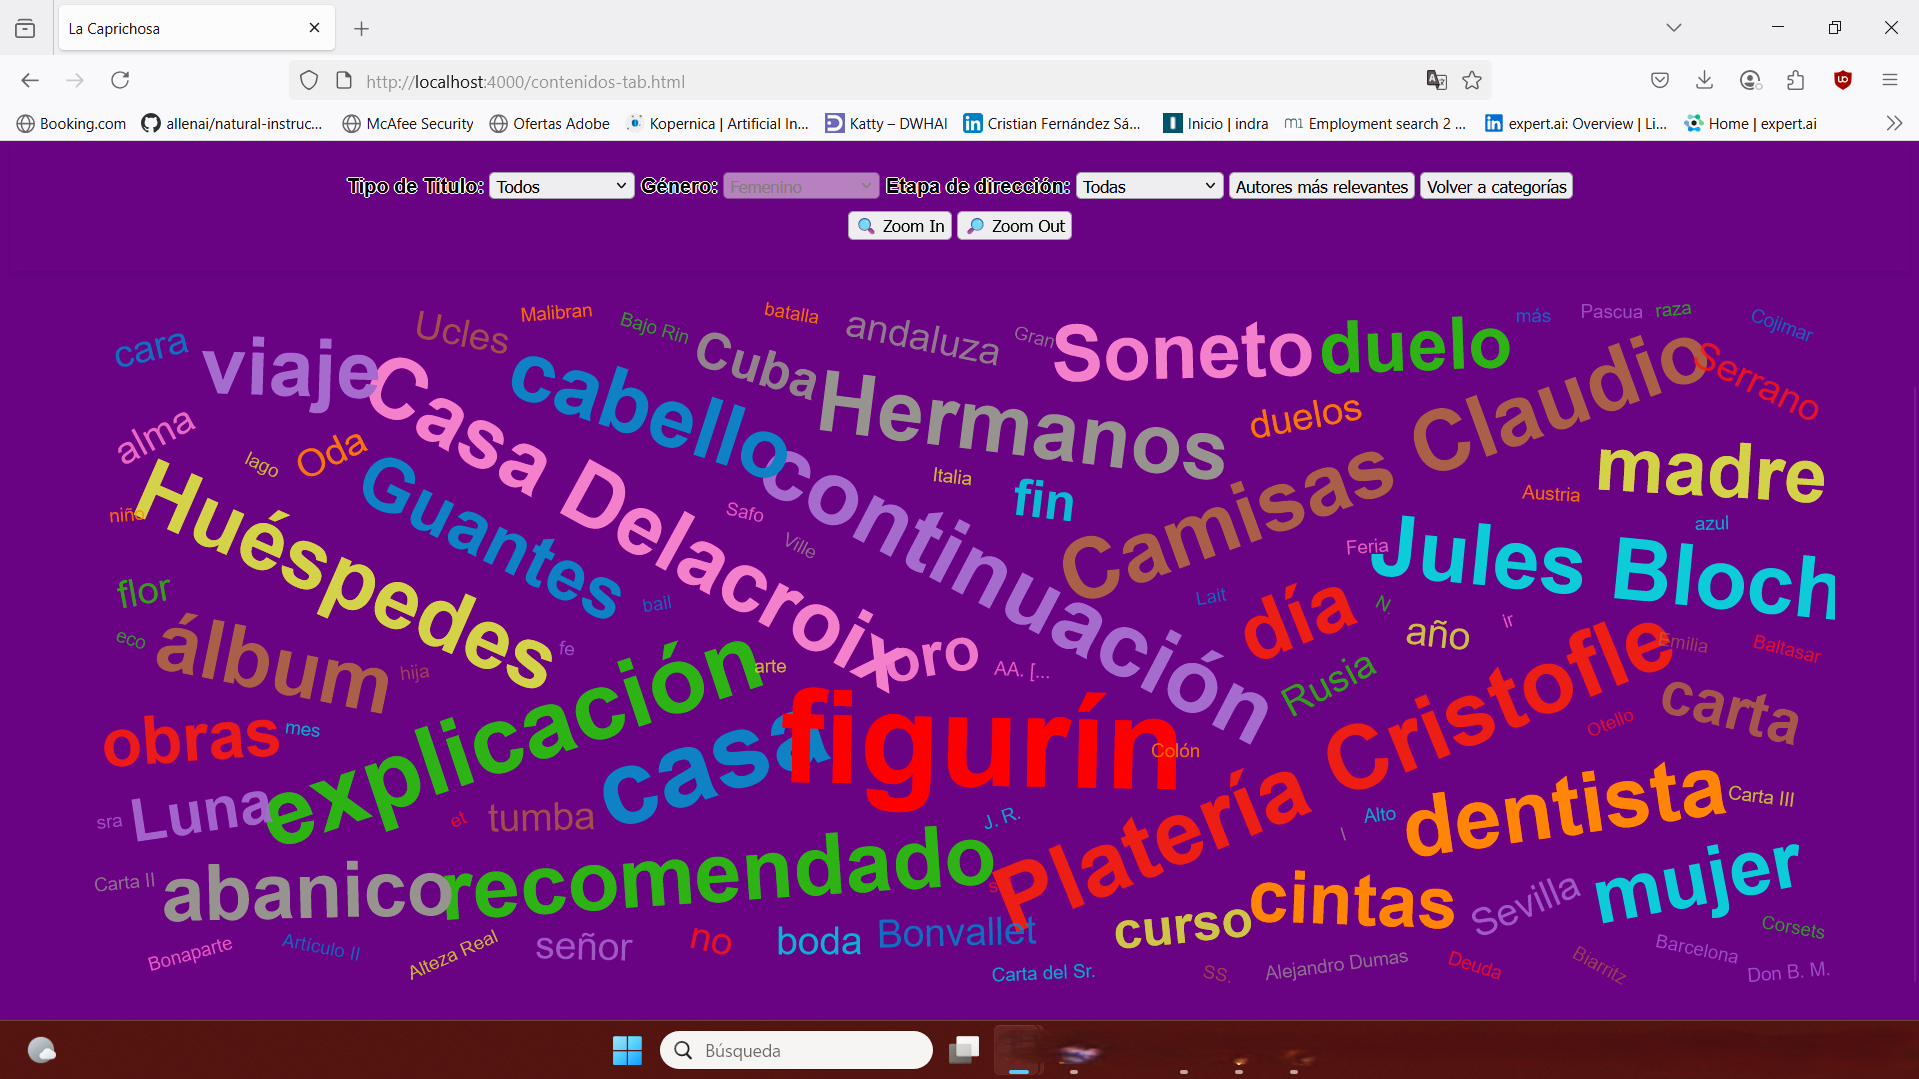 La Caprichosa
http://localhost:4000/contenidos-tab.html
Booking.com allenai/natural-instruc... McAfee Security Ofertas Adobe Kopernica | Artificial In... Katty – DWHAI Cristian Fernández Sá... Inicio | indra Employment search 2 ... expert.ai: Overview | Li... Home | expert.ai
Tipo de Título: Todos Género: Femenino Etapa de dirección: Todas Autores más relevantes Volver a categorías
Zoom In Zoom Out
Ucles
Malibran
Bajo Rin
batalla
andaluza
Gran
Soneto
duelo
más
Pascua
raza
Cojimar
cara
viaje
Casa Delacroix
cabello
Cuba
Hermanos
duelos
Camisas Claudio
Serrano
alma
lago
Oda
Guantes
continuación
Italia
fin
Austria
madre
niño
Huéspedes
Safo
Ville
azul
Feria
Jules Bloch
flor
bail
Lait
día
N.
eco
álbum
hija
fe
arte
oro
AA. [...
año
Ir
Emilia
Baltasar
Rusia
obras
mes
explicación
casa
figurín
Colón
Platería Cristofle
Otello
carta
sra
Luna
et
tumba
J. R.
I
Alto
dentista
Carta III
Carta II
abanico
recomendado
cintas
curso
Sevilla
mujer
Bonaparte
Artículo II
Alteza Real
señor
no
boda
Bonvallet
Carta del Sr.
SS.
Alejandro Dumas
Deuda
Biarritz
Barcelona
Corsets
Don B. M.
Búsqueda